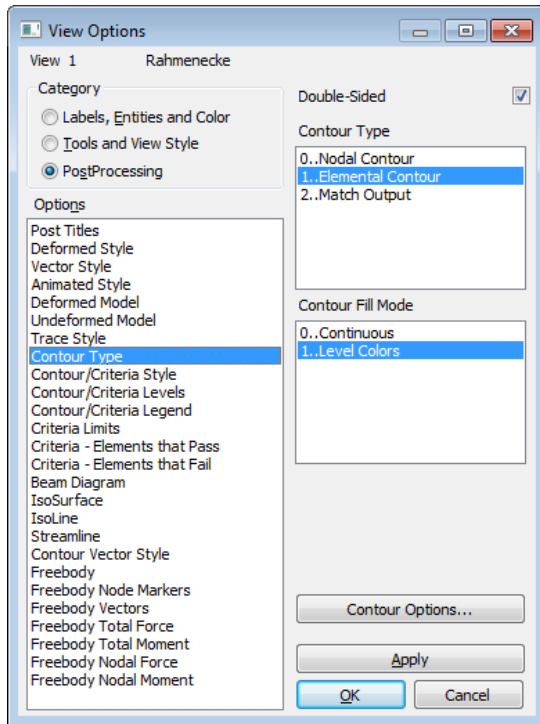 View Options
View 1 Rahmenecke
Category
Labels, Entities and Color
Tools and View Style
PostProcessing
Options
Post Titles
Deformed Style
Vector Style
Animated Style
Deformed Model
Undeformed Model
Trace Style
Contour Type
Contour/Criteria Style
Contour/Criteria Levels
Contour/Criteria Legend
Criteria Limits
Criteria - Elements that Pass
Criteria - Elements that Fail
Beam Diagram
IsoSurface
IsoLine
Streamline
Contour Vector Style
Freebody
Freebody Node Markers
Freebody Vectors
Freebody Total Force
Freebody Total Moment
Freebody Nodal Force
Freebody Nodal Moment
Double-Sided
Contour Type
0..Nodal Contour
1..Elemental Contour
2..Match Output
Contour Fill Mode
0..Continuous
1..Level Colors
Contour Options...
Apply
OK Cancel